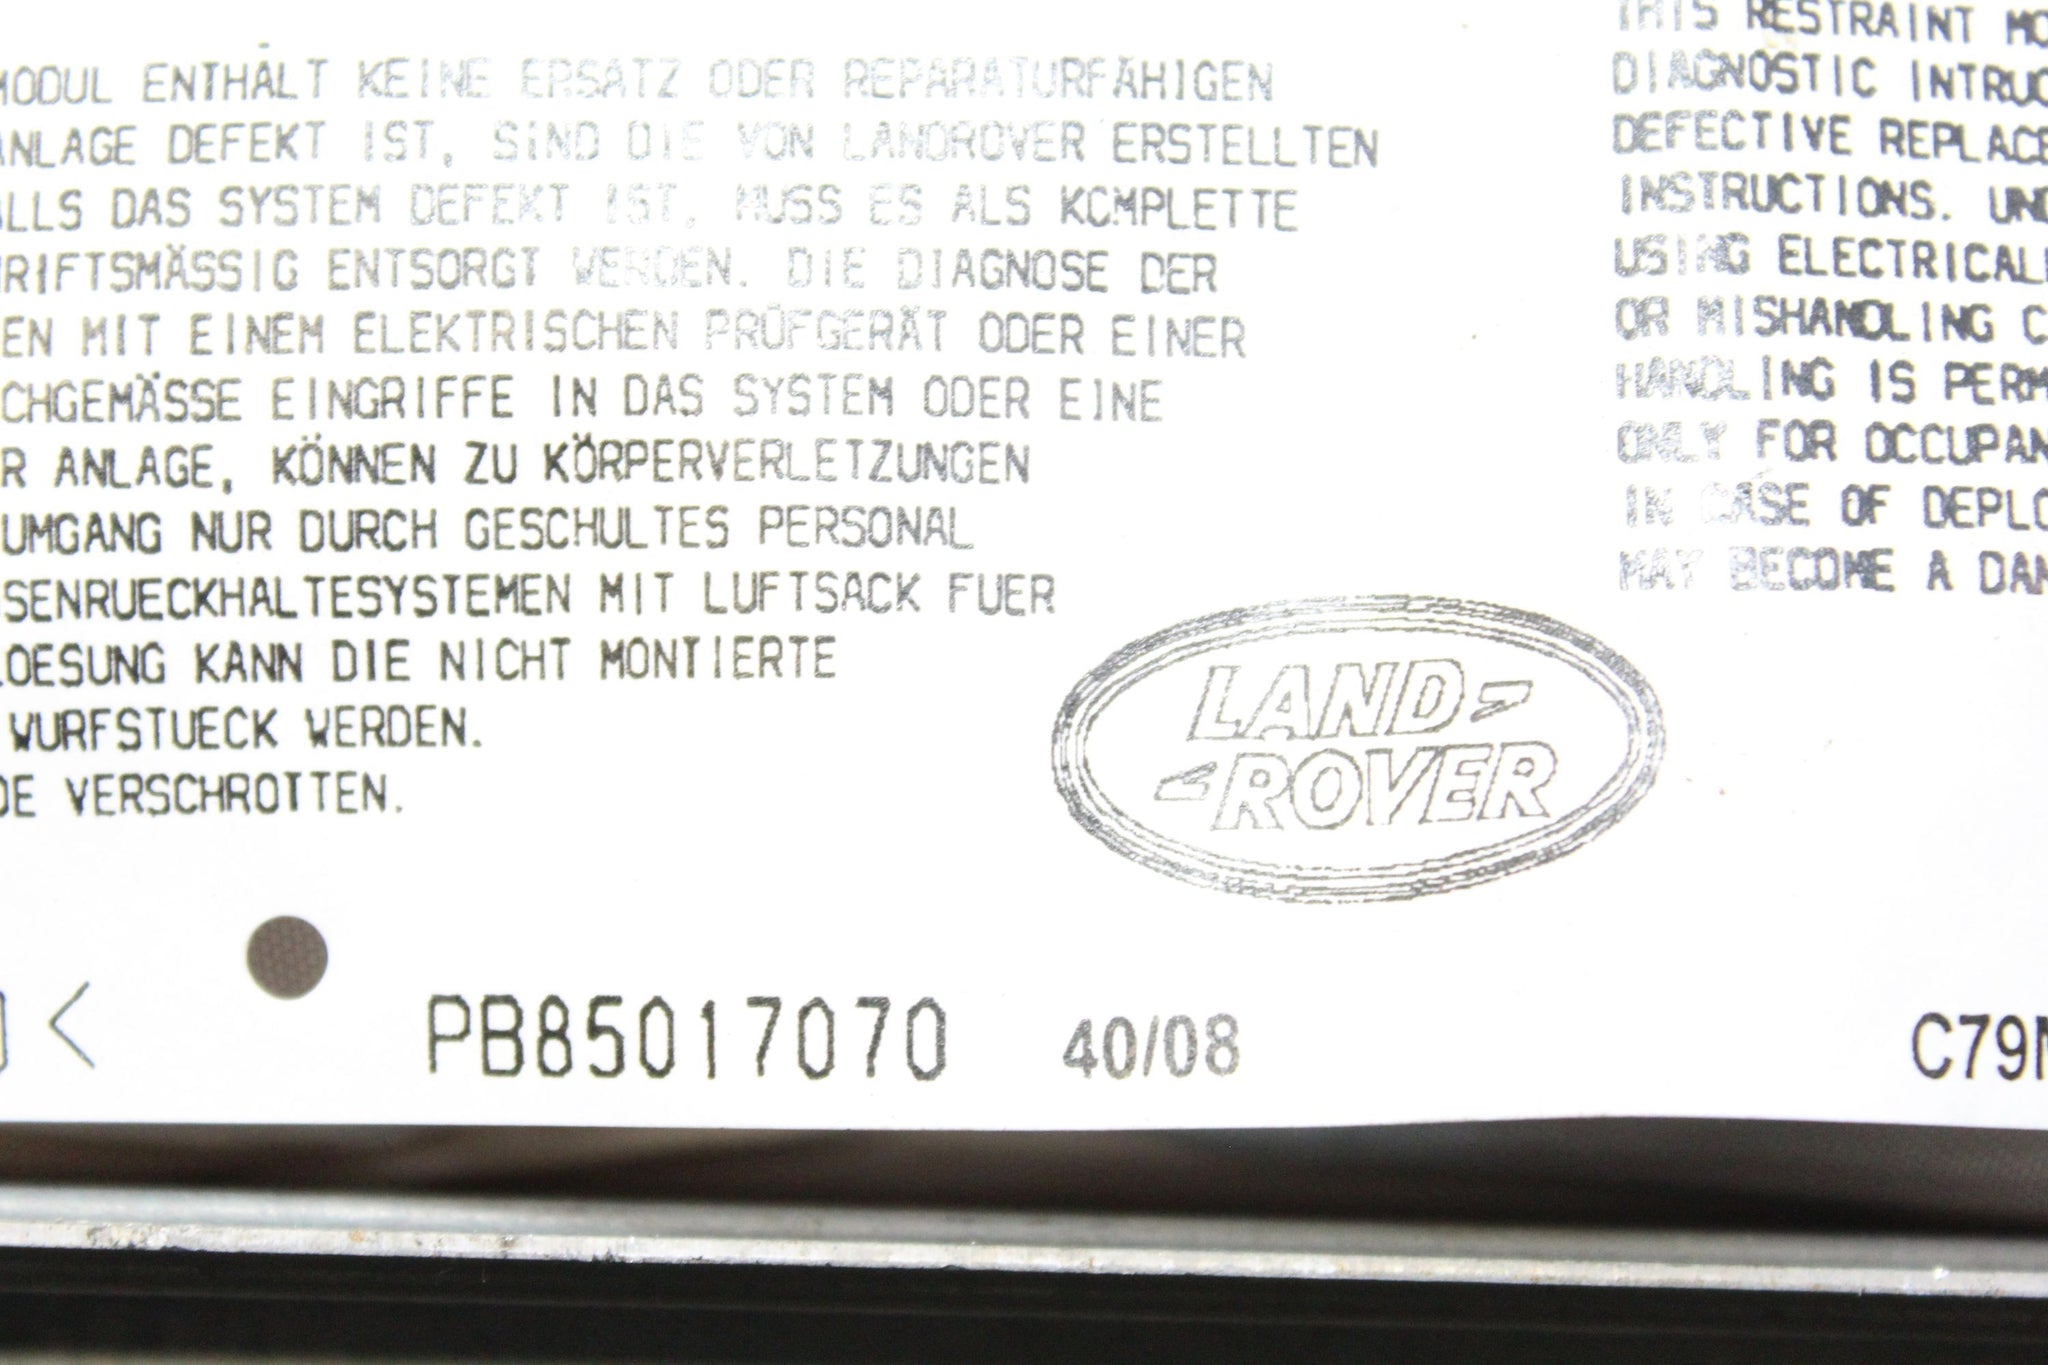 MODUL ENTHÄLT KEINE ERSATZ ODER REPARATURFÄHIGEN
ANLAGE DEFEKT IST, SIND DIE VON LANDROVER ERSTELLTEN
ALLS DAS SYSTEM DEFEKT IST, MUSS ES ALS KOMPLETTE
RIFTSMÄSSIG ENTSORGT WERDEN. DIE DIAGNOSE DER
EN MIT EINEM ELEKTRISCHEN PRÜFGERÄT ODER EINER
CHGEMÄSSE EINGRIFFE IN DAS SYSTEM ODER EINE
R ANLAGE, KÖNNEN ZU KÖRPERVERLETZUNGEN
UMGANG NUR DURCH GESCHULTES PERSONAL
SENRUECKHALTESYSTEMEN MIT LUFTSACK FUER
LOESUNG KANN DIE NICHT MONTIERTE
WURFSTUECK WERDEN.
DE VERSCHROTTEN.
THIS RESTRAINT MO
DIAGNOSTIC INTRUC
DEFECTIVE REPLACE
INSTRUCTIONS. UND
USING ELECTRICAL
OR MISHANDLING C
HANDLING IS PERM
ONLY FOR OCCUPAN
IN CASE OF DEPLO
MAY BECOME A DAN
LAND
ROVER
<
PB85017070
40/08
C79